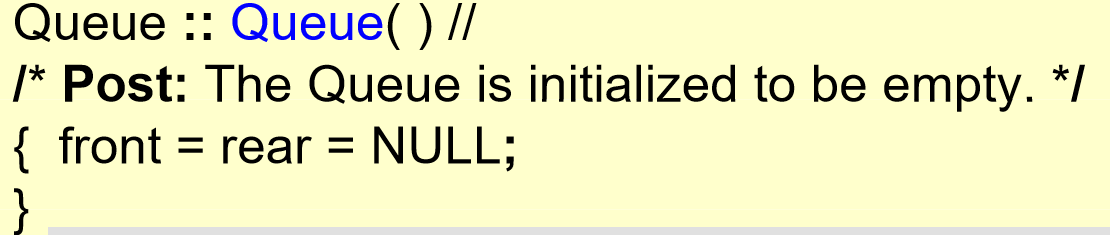 Queue :: Queue( ) //
/* Post: The Queue is initialized to be empty. */
{  front = rear = NULL;
}